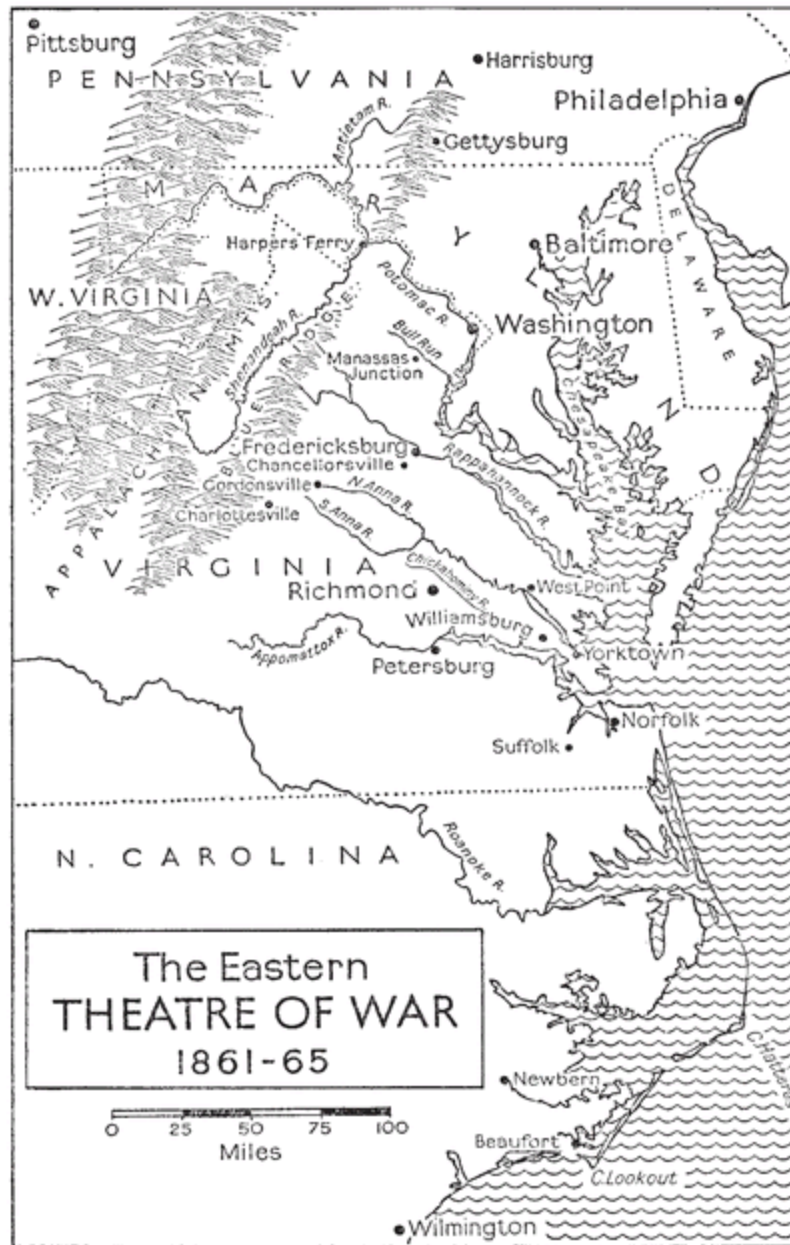 Pittsburg
PENNSYLVANIA
Harrisburg
Philadelphia
Antietam R.
Gettysburg
MARYLAND
DELAWARE
Harpers Ferry
Baltimore
W. VIRGINIA
Potomac R.
Washington
Shenandoah R.
Bull Run
Manassas
Junction
APPALACHIAN MTS
BLUE RIDGE
Chesapeake Bay
Fredericksburg
Chancellorsville
Rappahannock R.
Gordonsville
N. Anna R.
Charlottesville
S. Anna R.
VIRGINIA
Chickahominy R.
Richmond
West Point
Williamsburg
Appomattox R.
Petersburg
Yorktown
Norfolk
Suffolk
N. CAROLINA
Roanoke R.
The Eastern
THEATRE OF WAR
1861-65
0 25 50 75 100
Miles
C. Hatteras
Newbern
Beaufort
C. Lookout
Wilmington